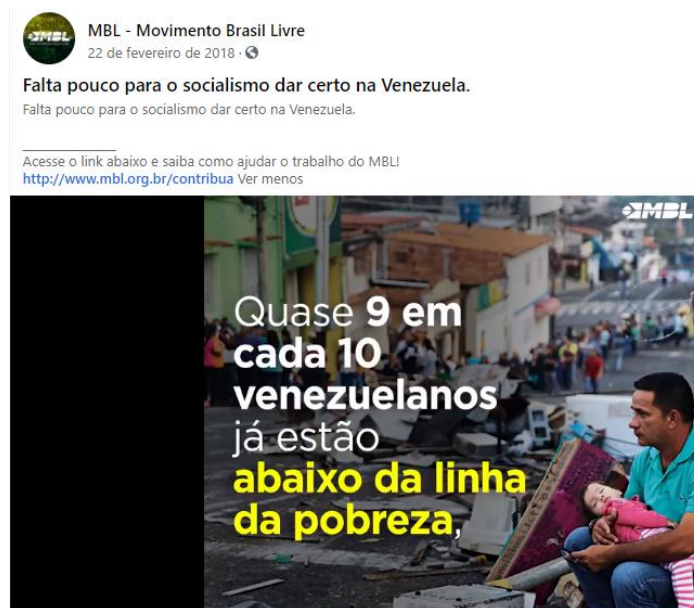 MBL
MBL - Movimento Brasil Livre
22 de fevereiro de 2018 ·
Falta pouco para o socialismo dar certo na Venezuela.
Falta pouco para o socialismo dar certo na Venezuela.
Acesse o link abaixo e saiba como ajudar o trabalho do MBL!
http://www.mbl.org.br/contribua Ver menos
MBL
Quase 9 em
cada 10
venezuelanos
já estão
abaixo da linha
da pobreza,